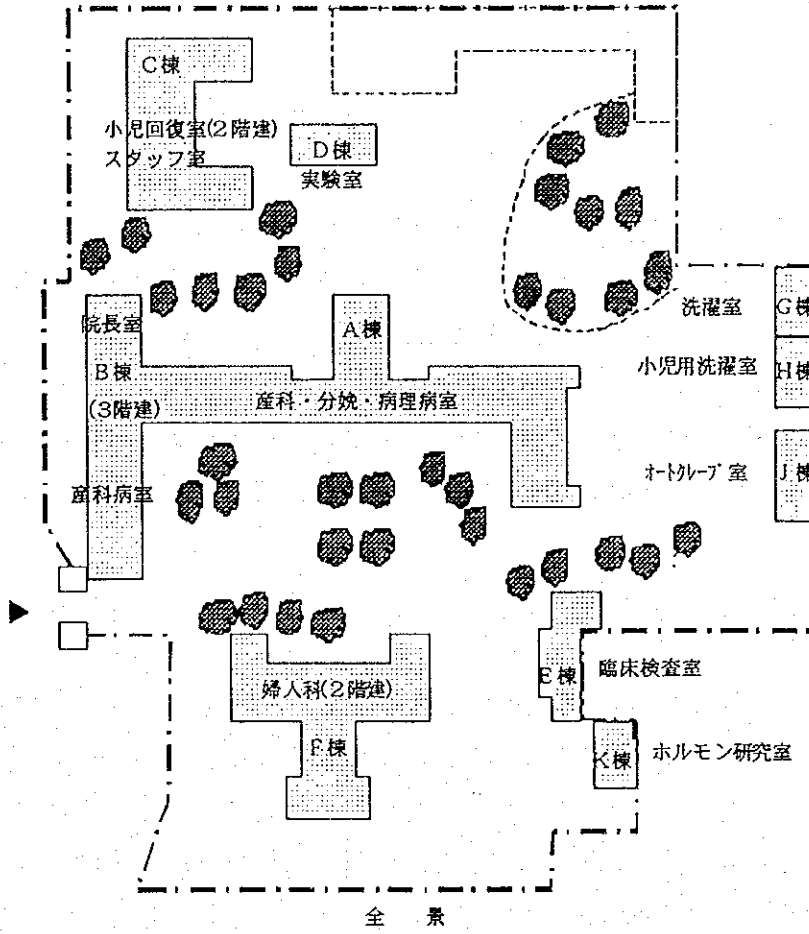 C棟
小児回復室(2階建)
スタッフ室
D棟
実験室
院長室
A棟
洗濯室
G棟
B棟
(3階建)
産科・分娩・病理病室
小児用洗濯室
H棟
産科病室
オートクレーブ室
J棟
婦人科(2階建)
F棟
E棟
臨床検査室
K棟
ホルモン研究室
全 景